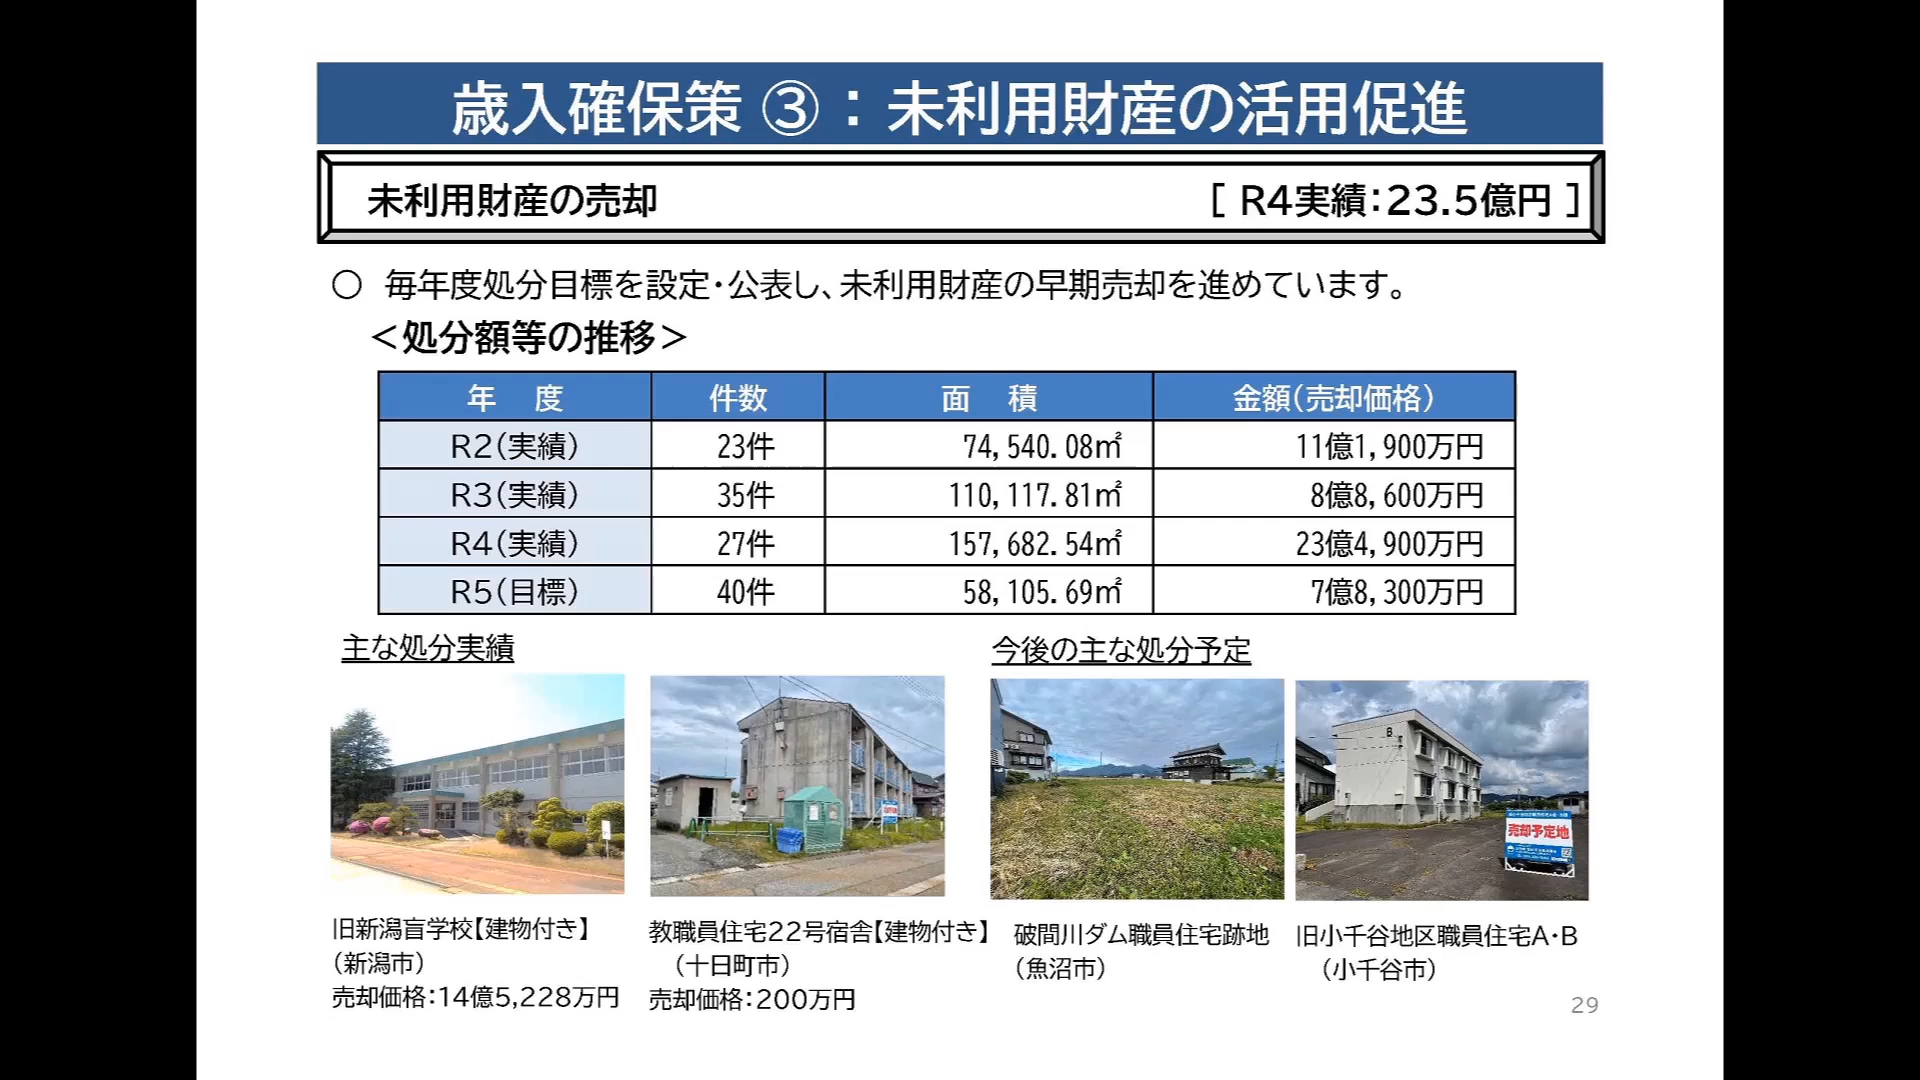 歳入確保策 ③：未利用財産の活用促進
未利用財産の売却 [ R4実績：23.5億円 ]
○ 毎年度処分目標を設定・公表し、未利用財産の早期売却を進めています。
＜処分額等の推移＞
年 度 件数 面 積 金額（売却価格）
R2（実績） 23件 74,540.08㎡ 11億1,900万円
R3（実績） 35件 110,117.81㎡ 8億8,600万円
R4（実績） 27件 157,682.54㎡ 23億4,900万円
R5（目標） 40件 58,105.69㎡ 7億8,300万円
主な処分実績
今後の主な処分予定
B
売却予定地
旧新潟盲学校【建物付き】
（新潟市）
売却価格：14億5,228万円
教職員住宅22号宿舎【建物付き】
（十日町市）
売却価格：200万円
破間川ダム職員住宅跡地
（魚沼市）
旧小千谷地区職員住宅A・B
（小千谷市）
29